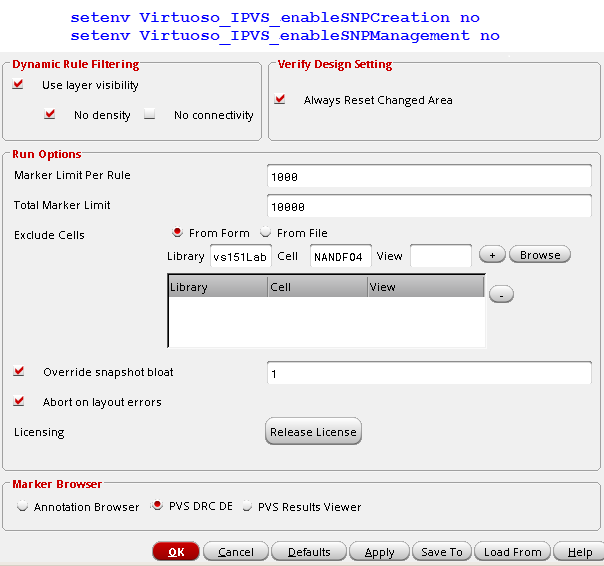 setenv Virtuoso_IPVS_enableSNPCreation no
setenv Virtuoso_IPVS_enableSNPManagement no
Dynamic Rule Filtering
Use layer visibility
No density No connectivity
Verify Design Setting
Always Reset Changed Area
Run Options
Marker Limit Per Rule 1000
Total Marker Limit 10000
Exclude Cells From Form From File
Library vs151Lab Cell NANDFO4 View + Browse
Library Cell View
-
Override snapshot bloat 1
Abort on layout errors
Licensing Release License
Marker Browser
Annotation Browser PVS DRC DE PVS Results Viewer
OK Cancel Defaults Apply Save To Load From Help